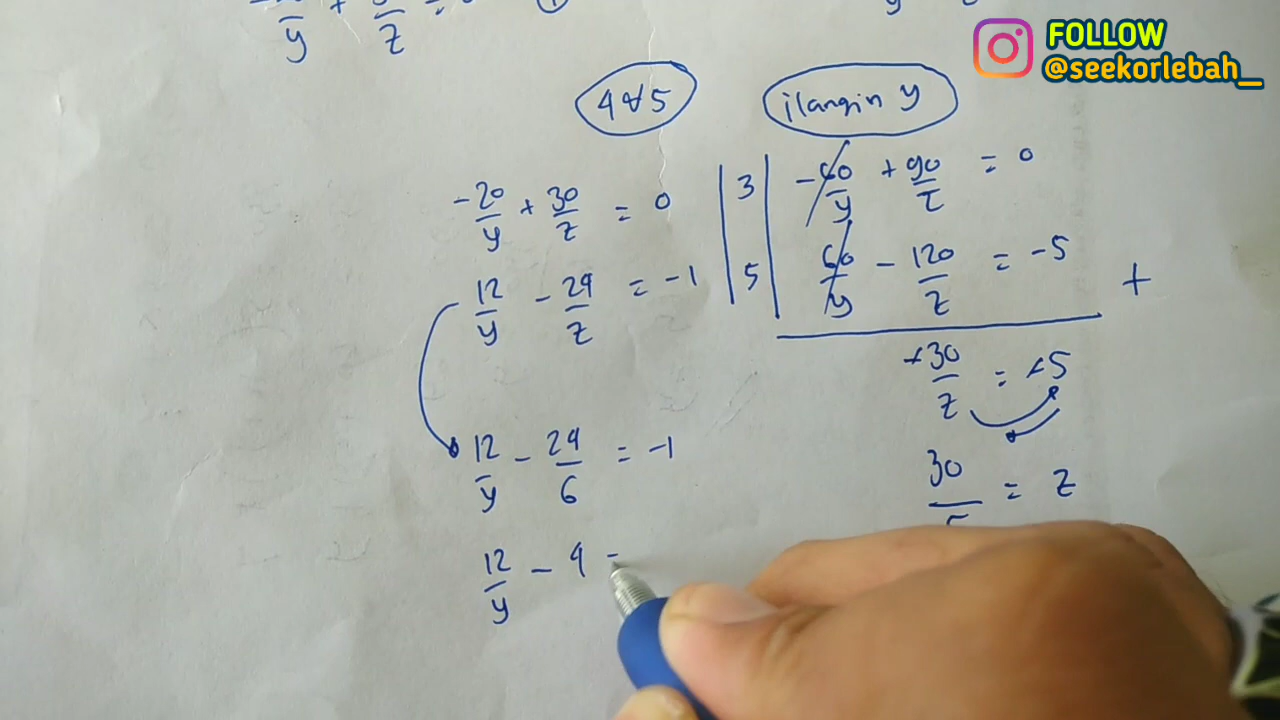 y + z = ①
FOLLOW
@seekorlebah_
4 & 5 ilangin y
-20/y + 30/z = 0 | 3 | -60/y + 90/z = 0
12/y - 24/z = -1 | 5 | 60/y - 120/z = -5 +
-30/z = -5
12/y - 24/6 = -1
30/5 = z
12/y - 4 =